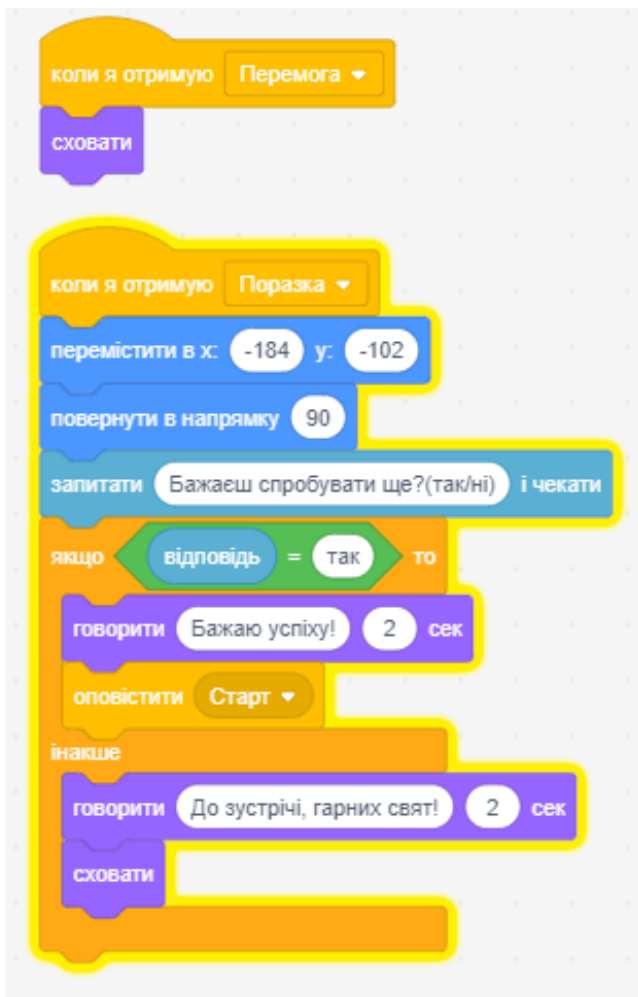 коли я отримую Перемога
сховати
коли я отримую Поразка
перемістити в х: -184 у: -102
повернути в напрямку 90
запитати Бажаєш спробувати ще?(так/ні) і чекати
якщо відповідь = так то
говорити Бажаю успіху! 2 сек
оповістити Старт
інакше
говорити До зустрічі, гарних свят! 2 сек
сховати